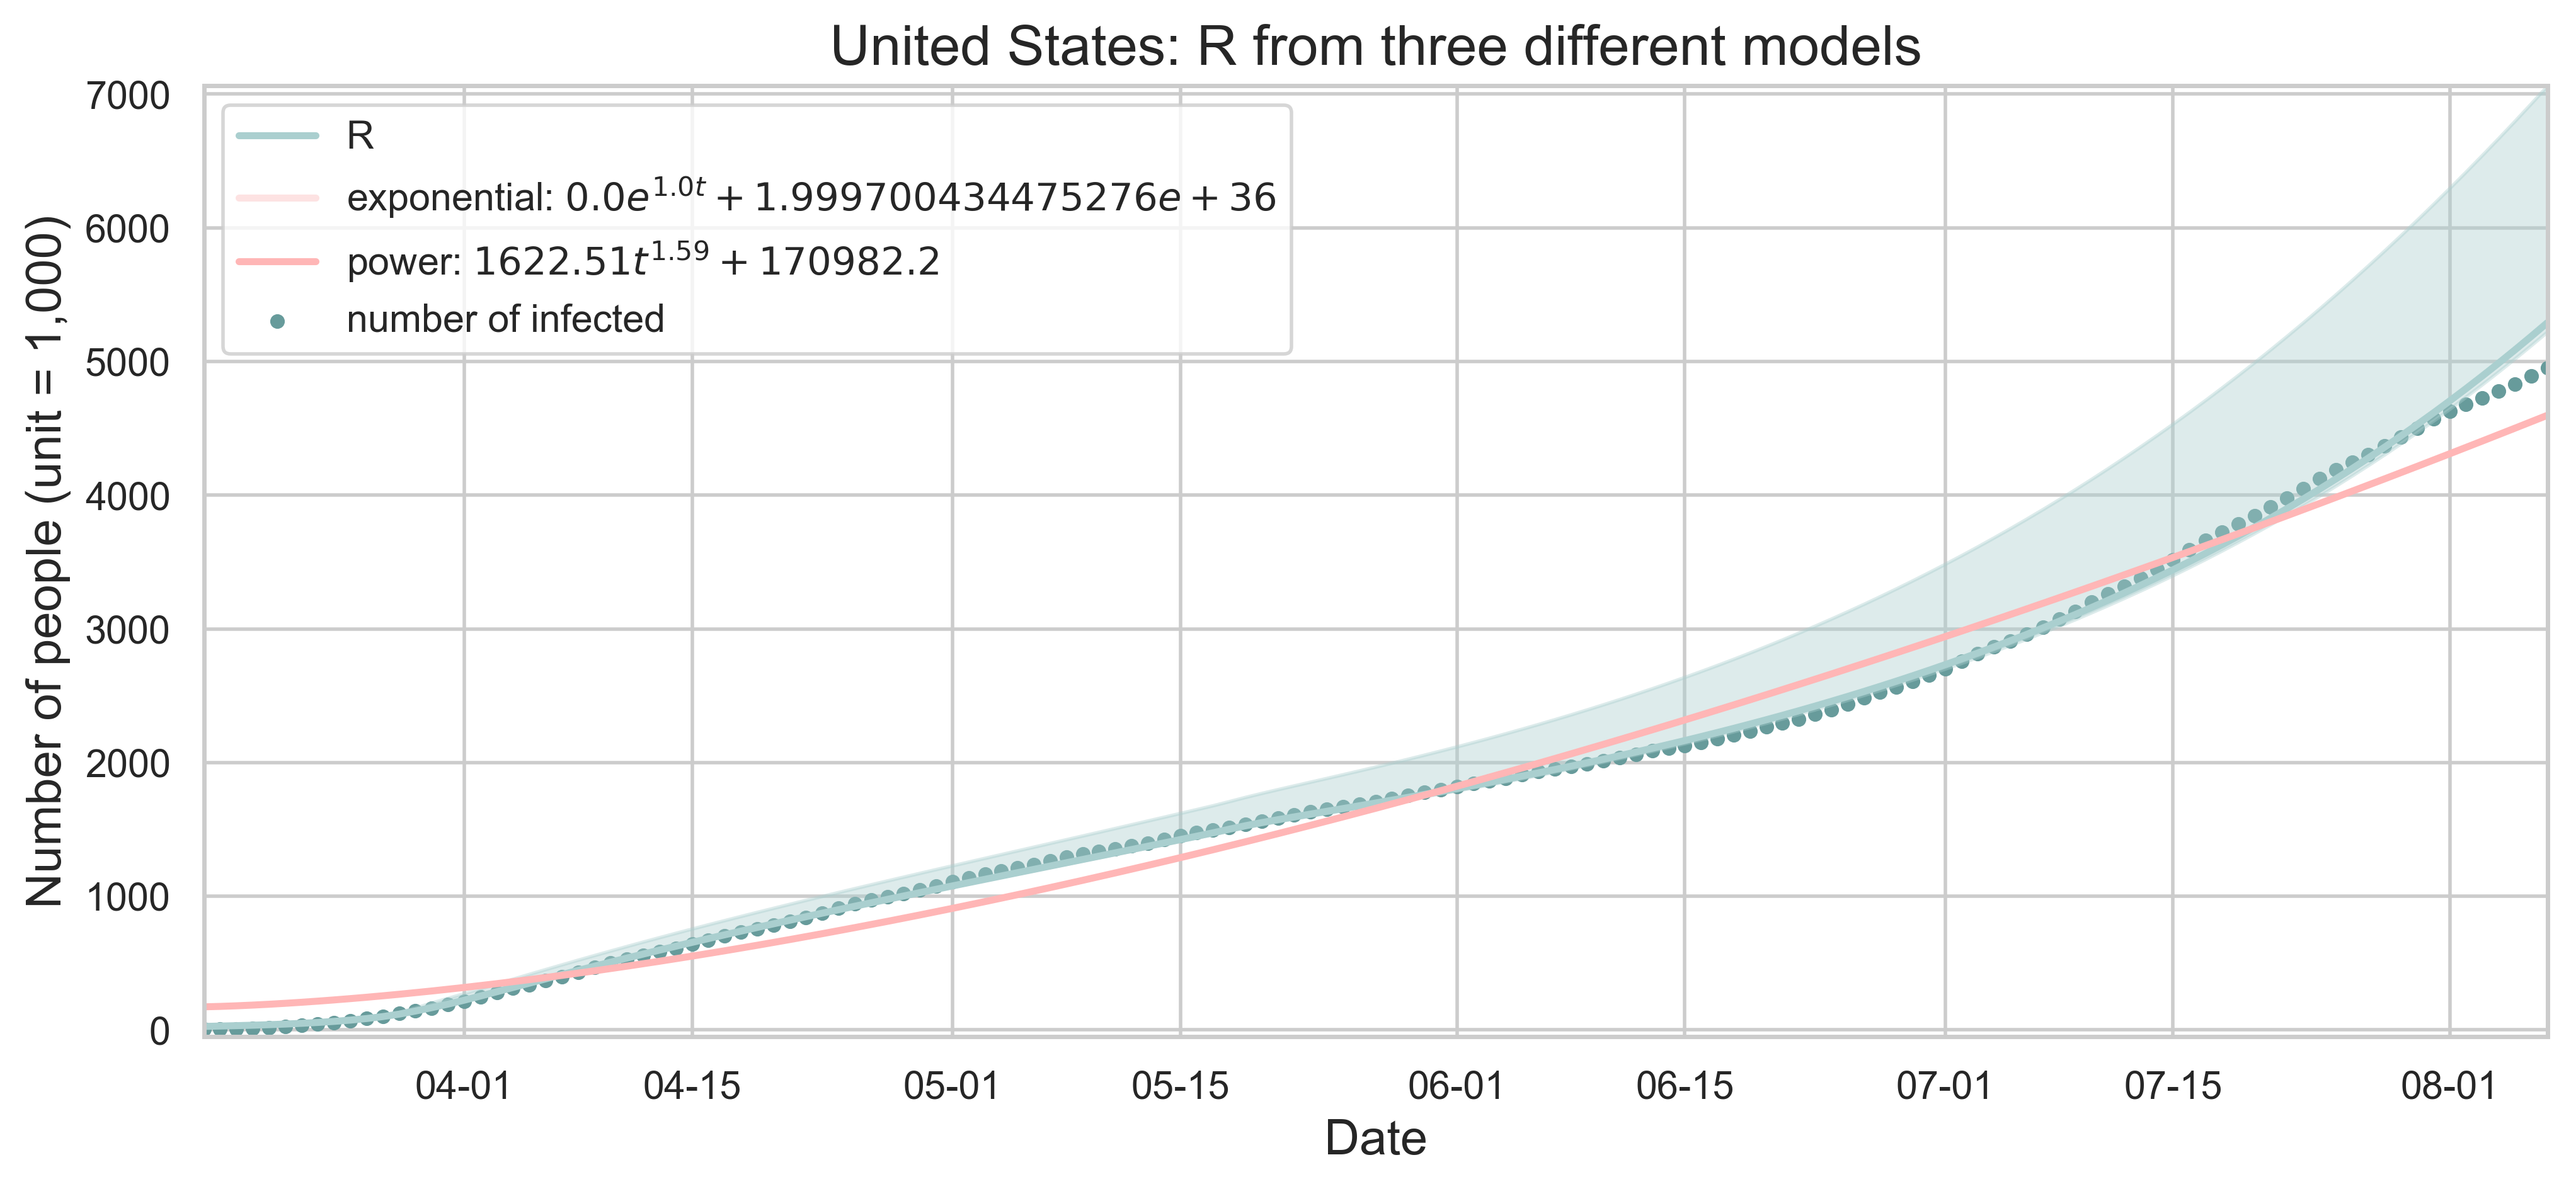 United States: R from three different models
7000
6000
5000
4000
3000
2000
1000
0
Number of people (unit = 1,000)
R
exponential: 0.0e^{1.0t} + 1.9997004344475276e + 36
power: 1622.51t^{1.59} + 170982.2
number of infected
04-01 04-15 05-01 05-15 06-01 06-15 07-01 07-15 08-01
Date